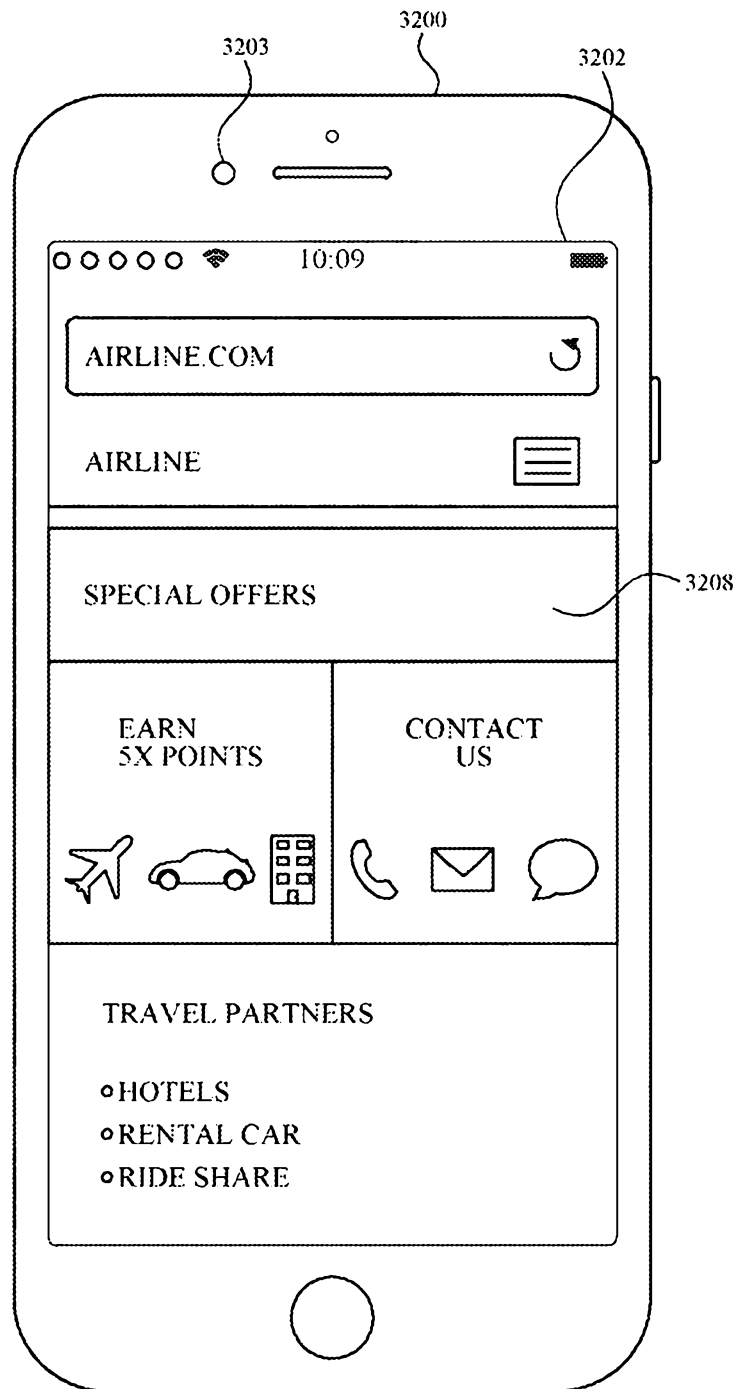 3200
3203
3202
10:09
AIRLINE.COM
AIRLINE
SPECIAL OFFERS
3208
EARN
5X POINTS
CONTACT
US
TRAVEL PARTNERS
HOTELS
RENTAL CAR
RIDE SHARE